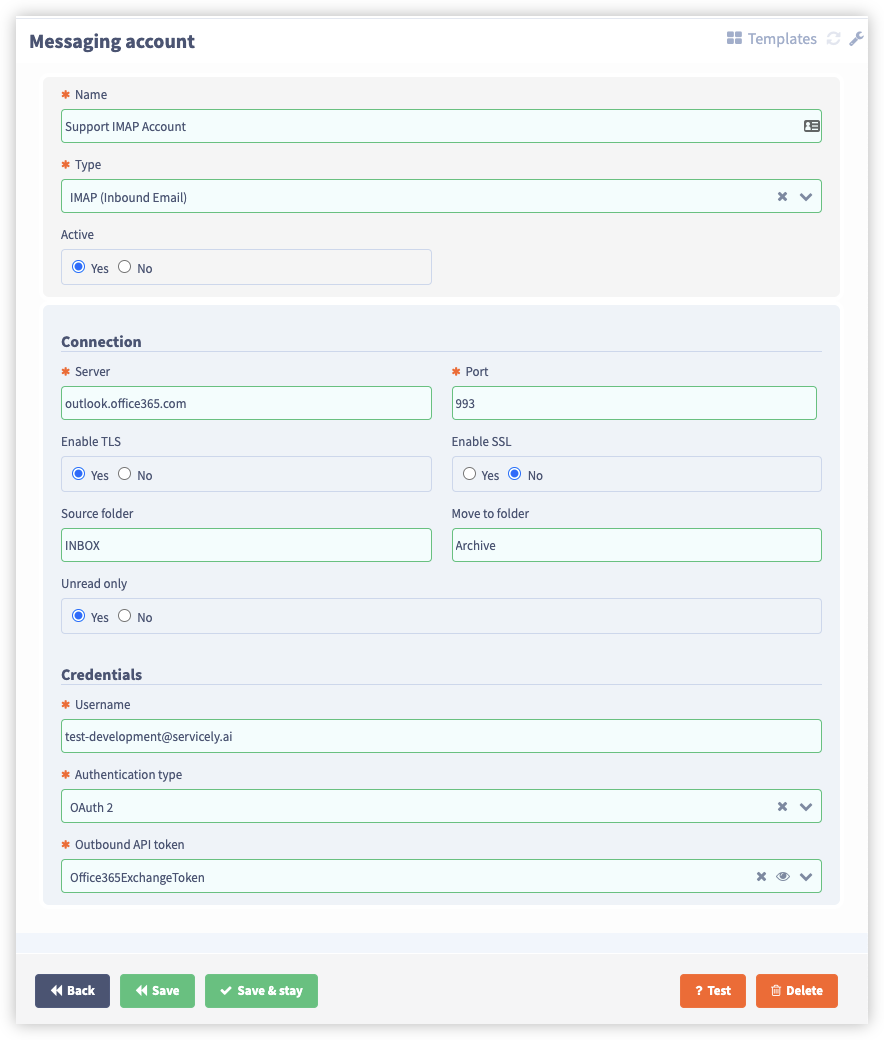 Messaging account
Templates
✱ Name
Support IMAP Account
✱ Type
IMAP (Inbound Email)
Active
Yes No
Connection
✱ Server ✱ Port
outlook.office365.com 993
Enable TLS Enable SSL
Yes No Yes No
Source folder Move to folder
INBOX Archive
Unread only
Yes No
Credentials
✱ Username
test-development@servicely.ai
✱ Authentication type
OAuth 2
✱ Outbound API token
Office365ExchangeToken
Back Save Save & stay ? Test Delete